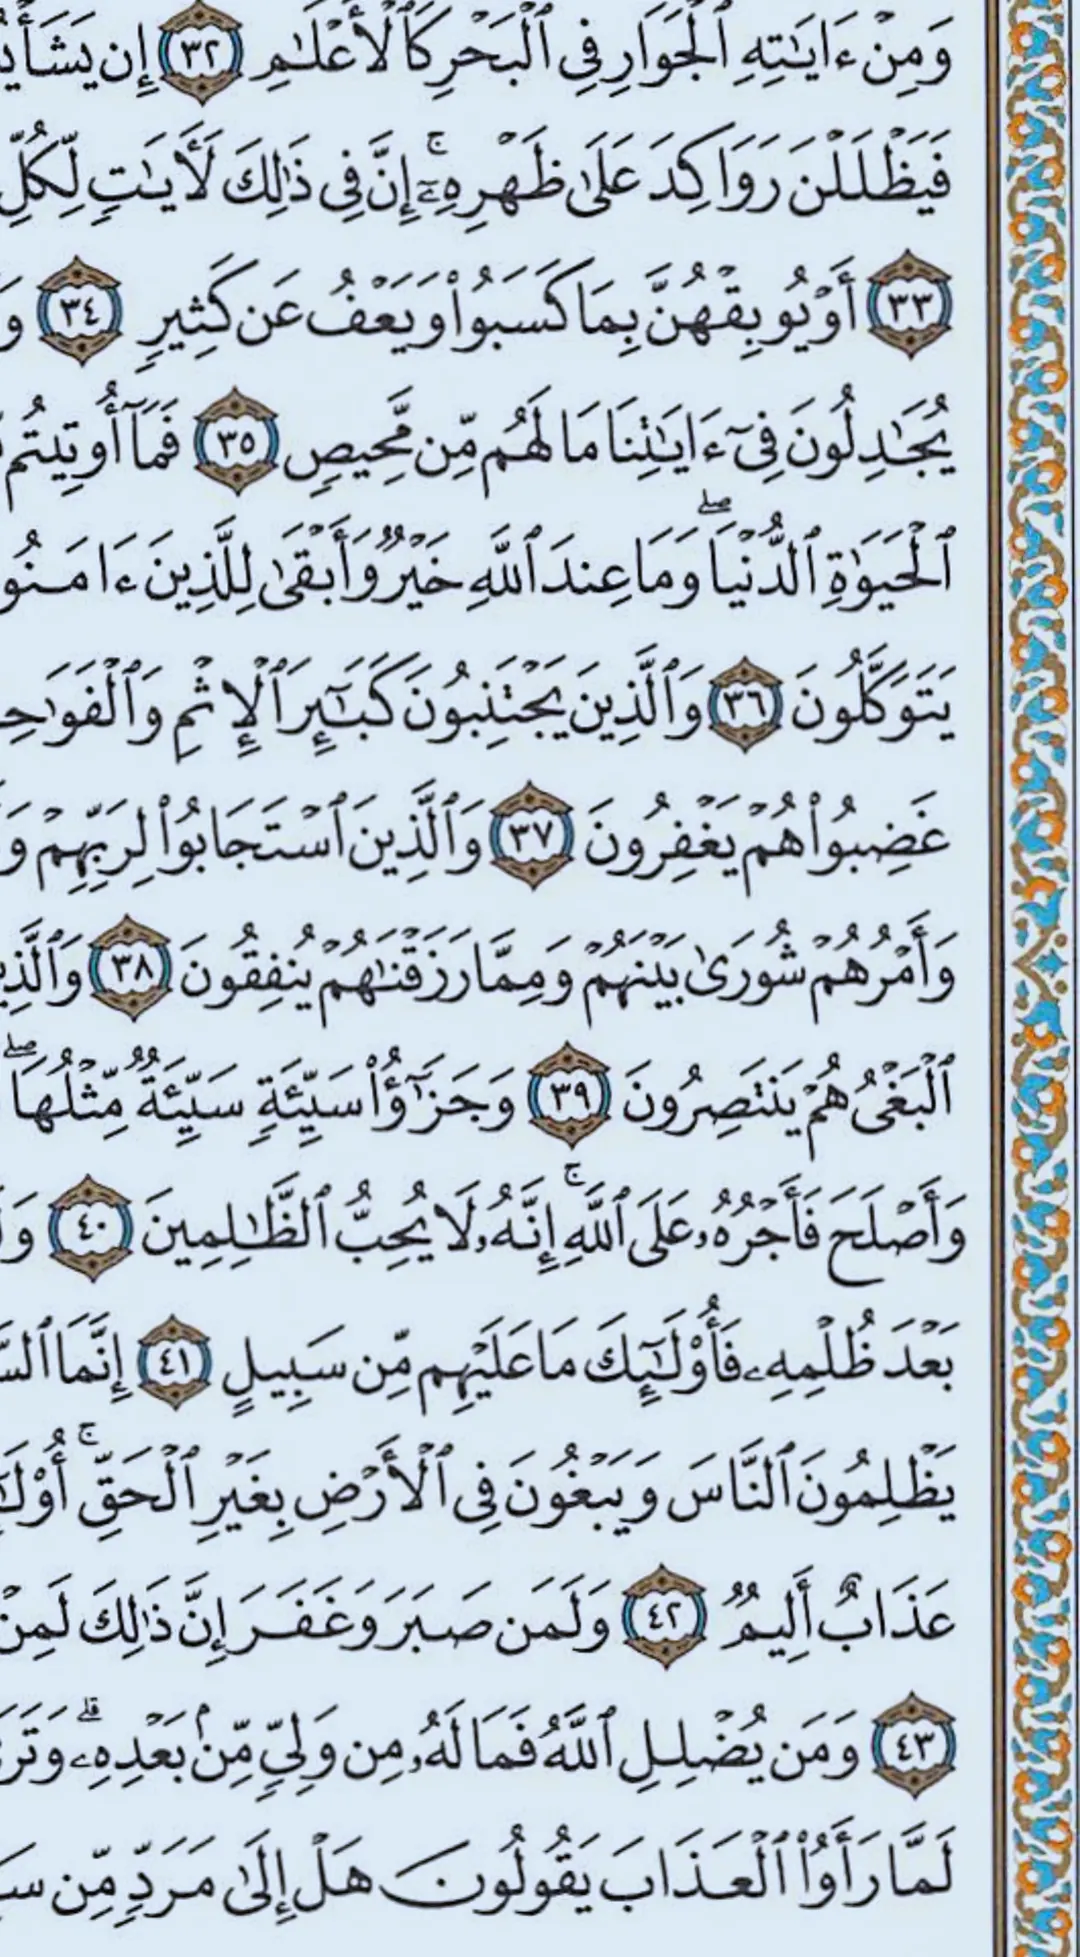 وَمِنْ ءَايَٰتِهِ ٱلْجَوَارِ فِى ٱلْبَحْرِ كَٱلْأَعْلَٰمِ ٣٢ إِن يَشَأْ
فَيَظْلَلْنَ رَوَاكِدَ عَلَىٰ ظَهْرِهِۦٓ ۚ إِنَّ فِى ذَٰلِكَ لَأَيَٰتٍ لِّكُلِّ
٣٣ أَوْ يُوبِقْهُنَّ بِمَا كَسَبُوا۟ وَيَعْفُ عَن كَثِيرٍ ٣٤ وَ
يُجَٰدِلُونَ فِىٓ ءَايَٰتِنَا مَا لَهُم مِّن مَّحِيصٍ ٣٥ فَمَآ أُوتِيتُم
ٱلْحَيَوٰةِ ٱلدُّنْيَا ۖ وَمَا عِندَ ٱللَّهِ خَيْرٌ وَأَبْقَىٰ لِلَّذِينَ ءَامَنُو
يَتَوَكَّلُونَ ٣٦ وَٱلَّذِينَ يَجْتَنِبُونَ كَبَٰٓئِرَ ٱلْإِثْمِ وَٱلْفَوَٰحِ
غَضِبُوا۟ هُمْ يَغْفِرُونَ ٣٧ وَٱلَّذِينَ ٱسْتَجَابُوا۟ لِرَبِّهِمْ وَ
وَأَمْرُهُمْ شُورَىٰ بَيْنَهُمْ وَمِمَّا رَزَقْنَٰهُمْ يُنفِقُونَ ٣٨ وَٱلَّذِ
ٱلْبَغْىُ هُمْ يَنتَصِرُونَ ٣٩ وَجَزَٰٓؤُا۟ سَيِّئَةٍ سَيِّئَةٌ مِّثْلُهَا ۖ
وَأَصْلَحَ فَأَجْرُهُۥ عَلَى ٱللَّهِ ۚ إِنَّهُۥ لَا يُحِبُّ ٱلظَّٰلِمِينَ ٤٠ وَلَ
بَعْدَ ظُلْمِهِۦ فَأُو۟لَٰٓئِكَ مَا عَلَيْهِم مِّن سَبِيلٍ ٤١ إِنَّمَا ٱلسَّ
يَظْلِمُونَ ٱلنَّاسَ وَيَبْغُونَ فِى ٱلْأَرْضِ بِغَيْرِ ٱلْحَقِّ ۚ أُو۟لَٰٓ
عَذَابٌ أَلِيمٌ ٤٢ وَلَمَن صَبَرَ وَغَفَرَ إِنَّ ذَٰلِكَ لَمِنْ
٤٣ وَمَن يُضْلِلِ ٱللَّهُ فَمَا لَهُۥ مِن وَلِىٍّ مِّنۢ بَعْدِهِۦ ۗ وَتَرَ
لَمَّا رَأَوُا۟ ٱلْعَذَابَ يَقُولُونَ هَلْ إِلَىٰ مَرَدٍّ مِّن سَ